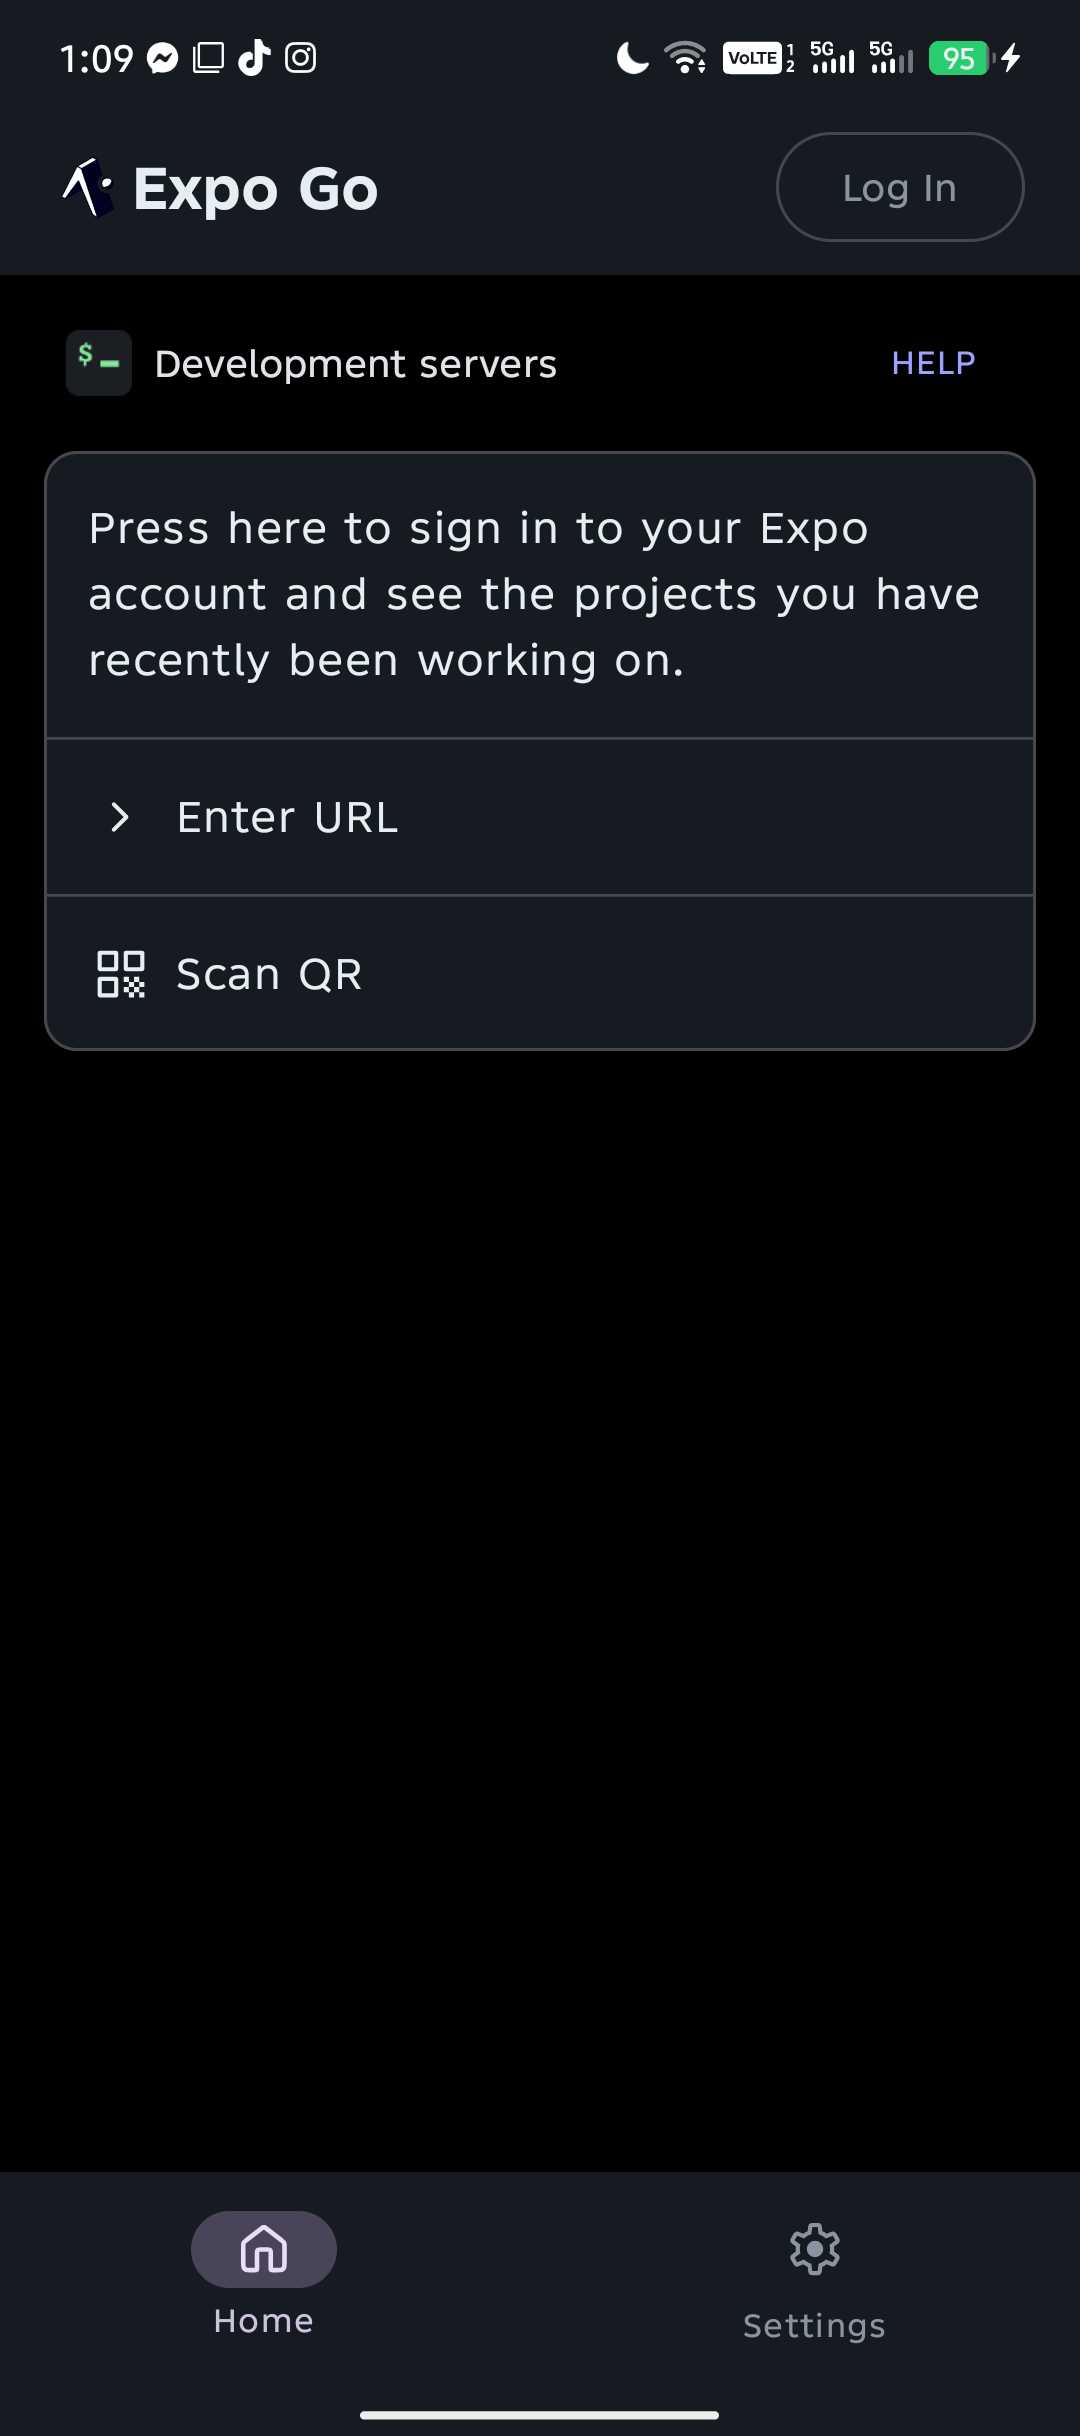 1:09 VoLTE 1 2 5G 5G 95
Expo Go
Log In
$ Development servers
HELP
Press here to sign in to your Expo
account and see the projects you have
recently been working on.
Enter URL
Scan QR
Home
Settings